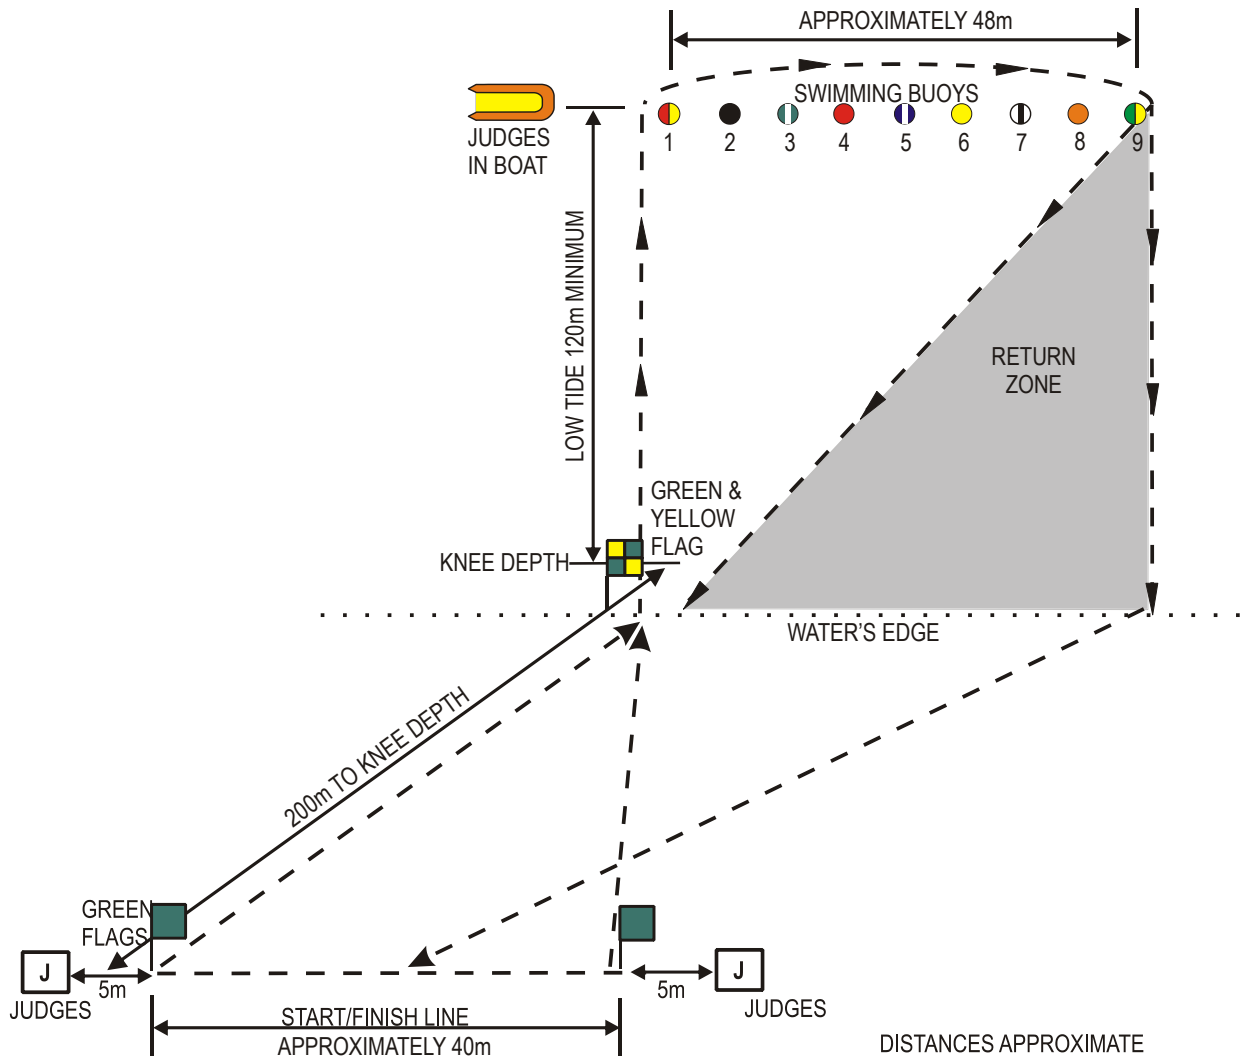 APPROXIMATELY 48m
SWIMMING BUOYS
1 2 3 4 5 6 7 8 9
JUDGES
IN BOAT
LOW TIDE 120m MINIMUM
RETURN
ZONE
GREEN &
YELLOW
FLAG
KNEE DEPTH
WATER'S EDGE
200m TO KNEE DEPTH
GREEN
FLAGS
J
JUDGES
5m
5m
J
JUDGES
START/FINISH LINE
APPROXIMATELY 40m
DISTANCES APPROXIMATE